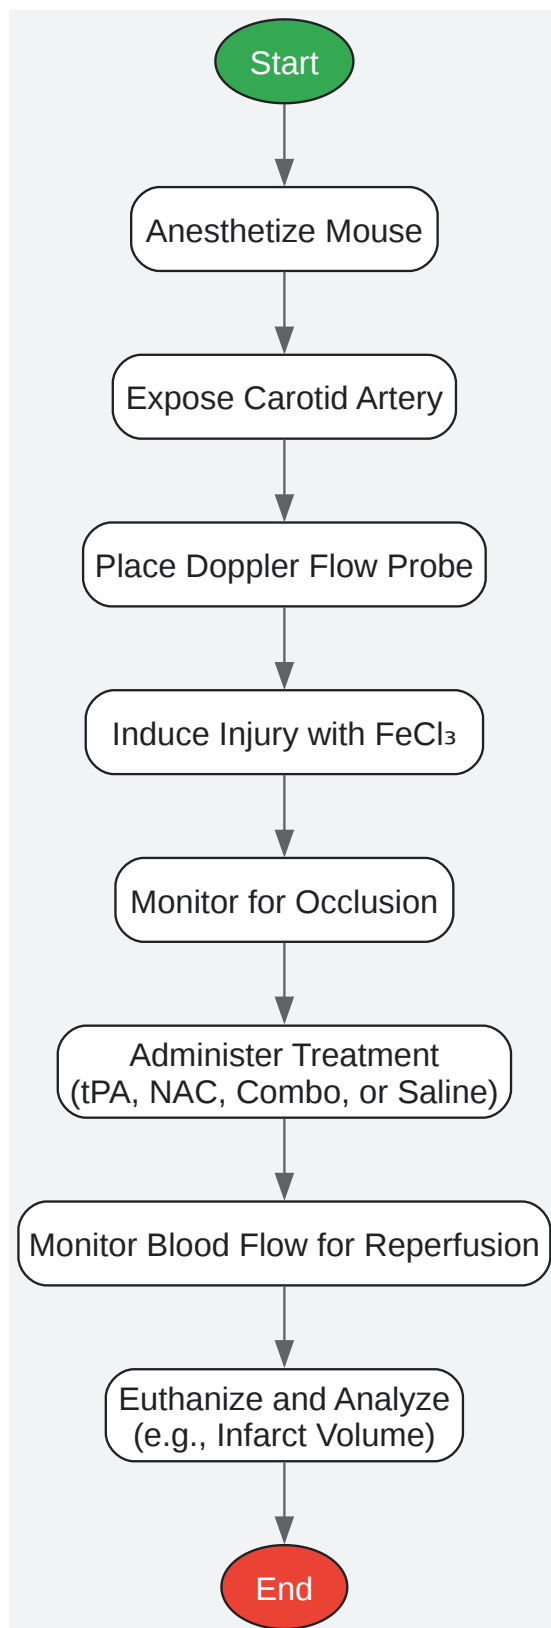 Start
Anesthetize Mouse
Expose Carotid Artery
Place Doppler Flow Probe
Induce Injury with FeCl₃
Monitor for Occlusion
Administer Treatment
(tPA, NAC, Combo, or Saline)
Monitor Blood Flow for Reperfusion
Euthanize and Analyze
(e.g., Infarct Volume)
End